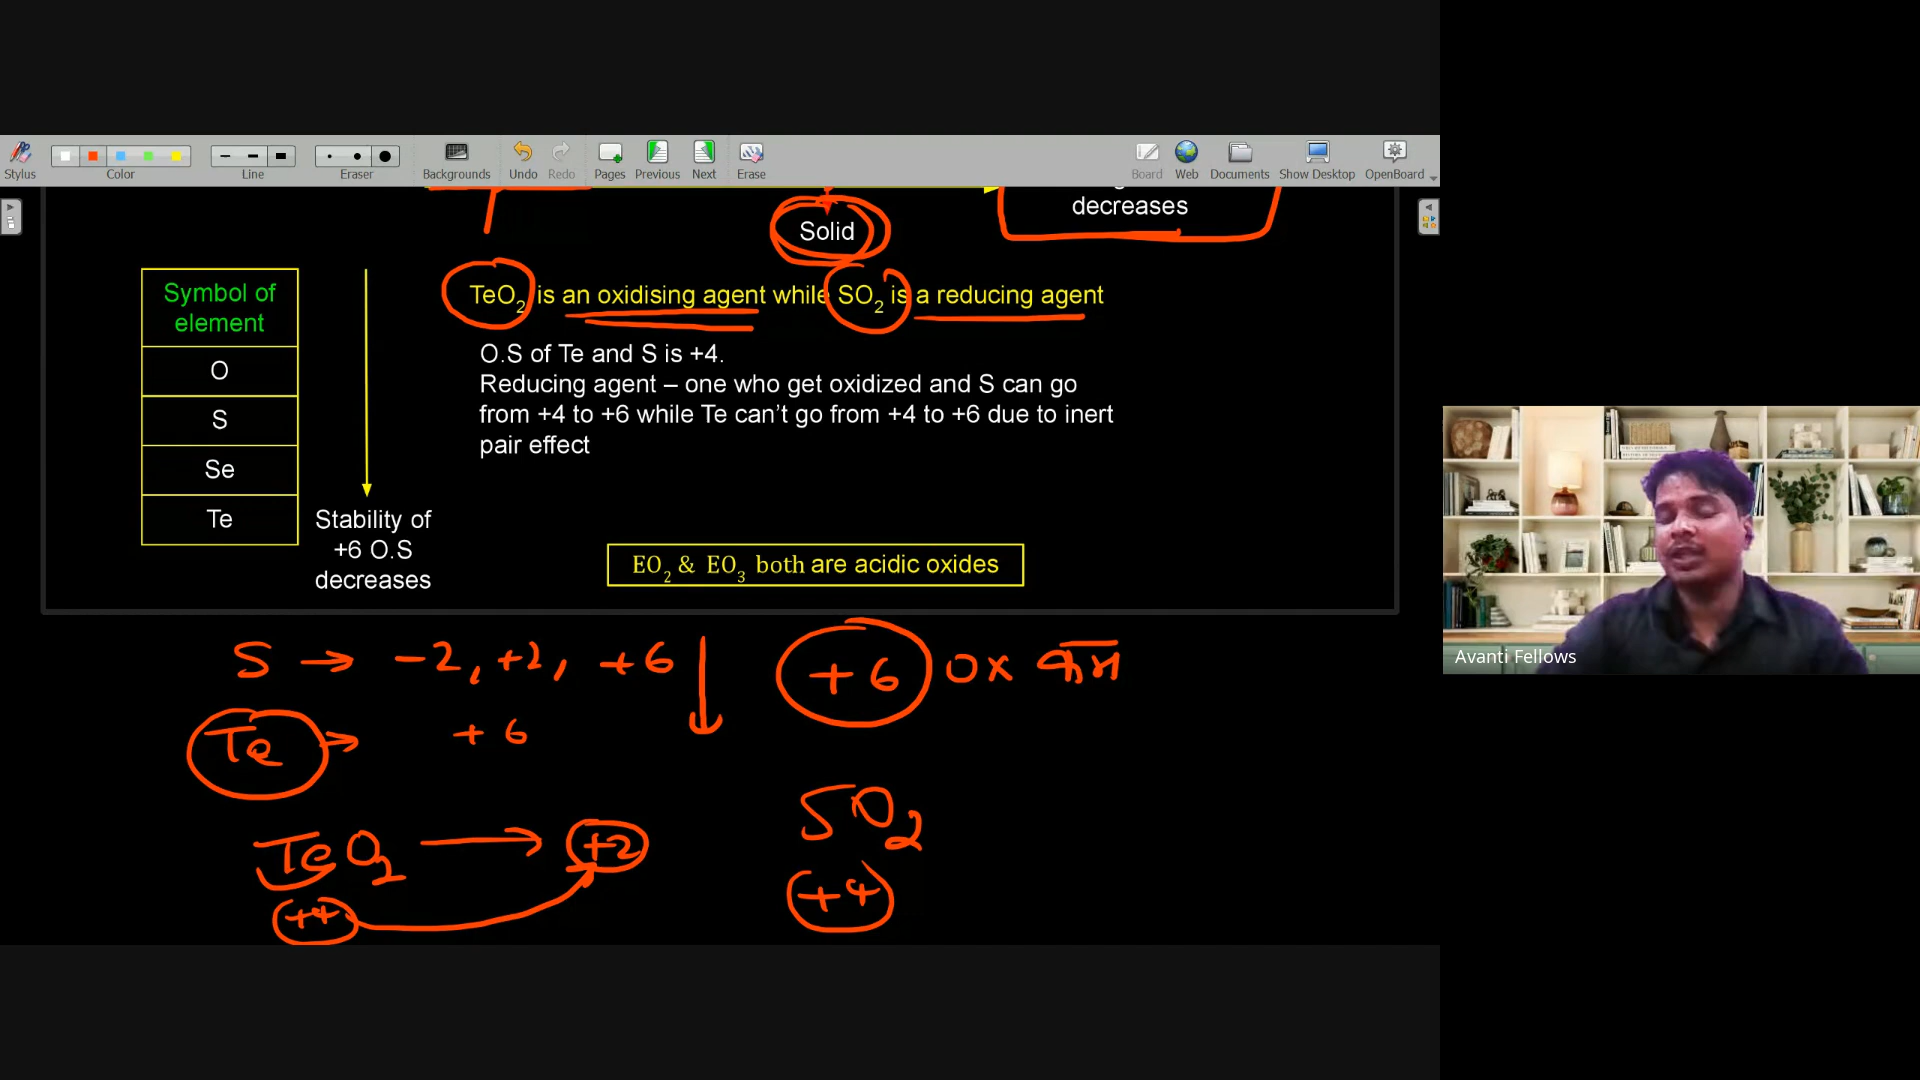 Stylus
Color
Line
Eraser
Backgrounds
Undo
Redo
Pages
Previous
Next
Erase
Board
Web
Documents
Show Desktop
OpenBoard
decreases
Solid
Symbol of
element
O
S
Se
Te
Stability of
+6 O.S
decreases
TeO2 is an oxidising agent while SO2 is a reducing agent
O.S of Te and S is +4.
Reducing agent – one who get oxidized and S can go
from +4 to +6 while Te can’t go from +4 to +6 due to inert
pair effect
EO2 & EO3 both are acidic oxides
S → -2, +2, +6 ↓
+6 ox कम
Te → +6
TeO2 → +2
+4
SO2
+4
Avanti Fellows